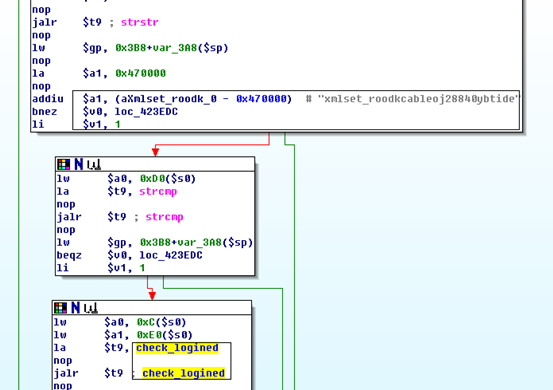 nop
jalr $t9 ; strstr
nop
lw $gp, 0x3B8+var_3A8($sp)
nop
la $a1, 0x470000
nop
addiu $a1, (aXmlset_roodk_0 - 0x470000) # "xmlset_roodkcableoj28840ybtide"
bnez $v0, loc_423EDC
li $v1, 1
lw $a0, 0xD0($s0)
la $t9, strcmp
nop
jalr $t9 ; strcmp
nop
lw $gp, 0x3B8+var_3A8($sp)
beqz $v0, loc_423EDC
li $v1, 1
lw $a0, 0xC($s0)
lw $a1, 0xE0($s0)
la $t9, check_logined
nop
jalr $t9 ; check_logined
nop